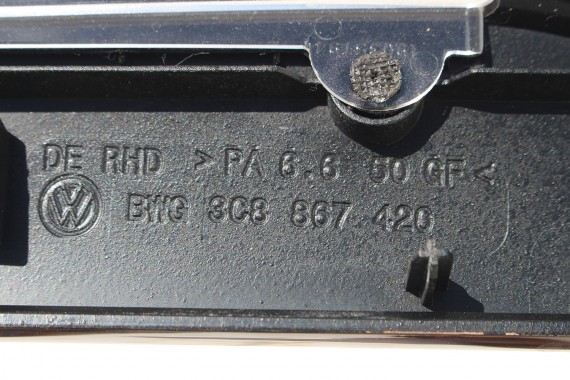 DE RHD >PA 6.6 50 GF<
BWG 3C8 867 420